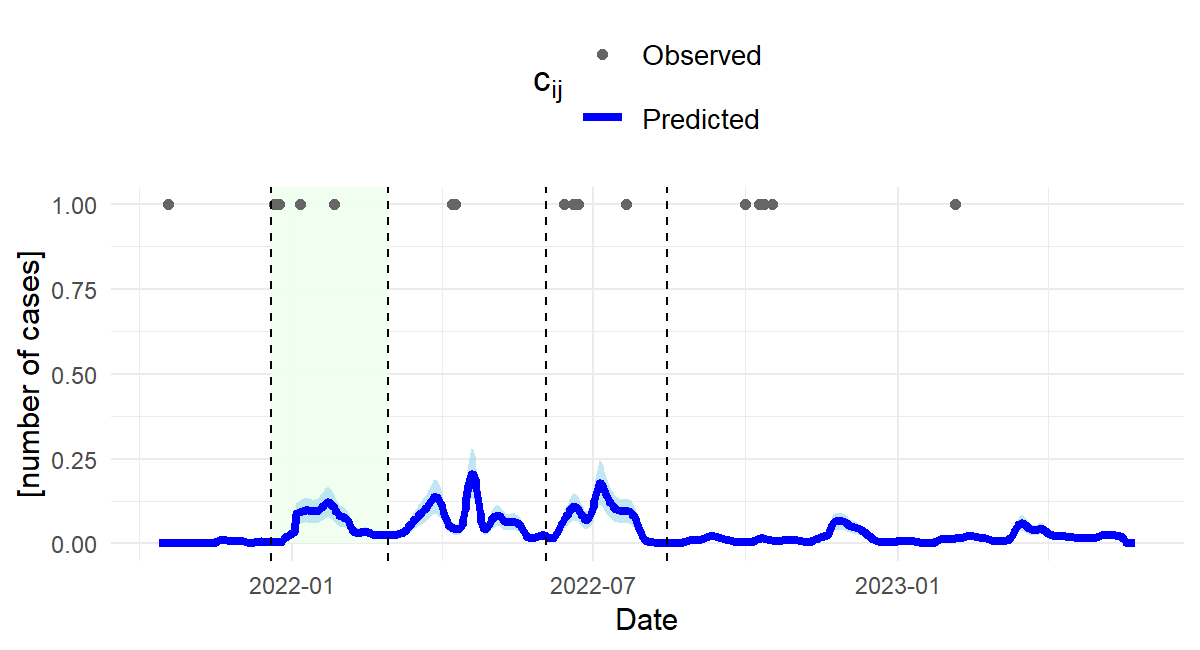 Observed
c_ij
Predicted
1.00
0.75
0.50
0.25
0.00
[number of cases]
2022-01
2022-07
2023-01
Date